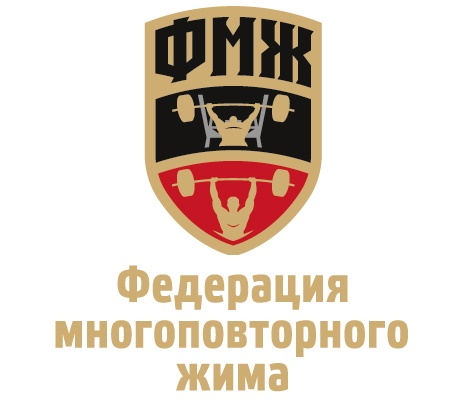 ФМЖ
Федерация
многоповторного
жима